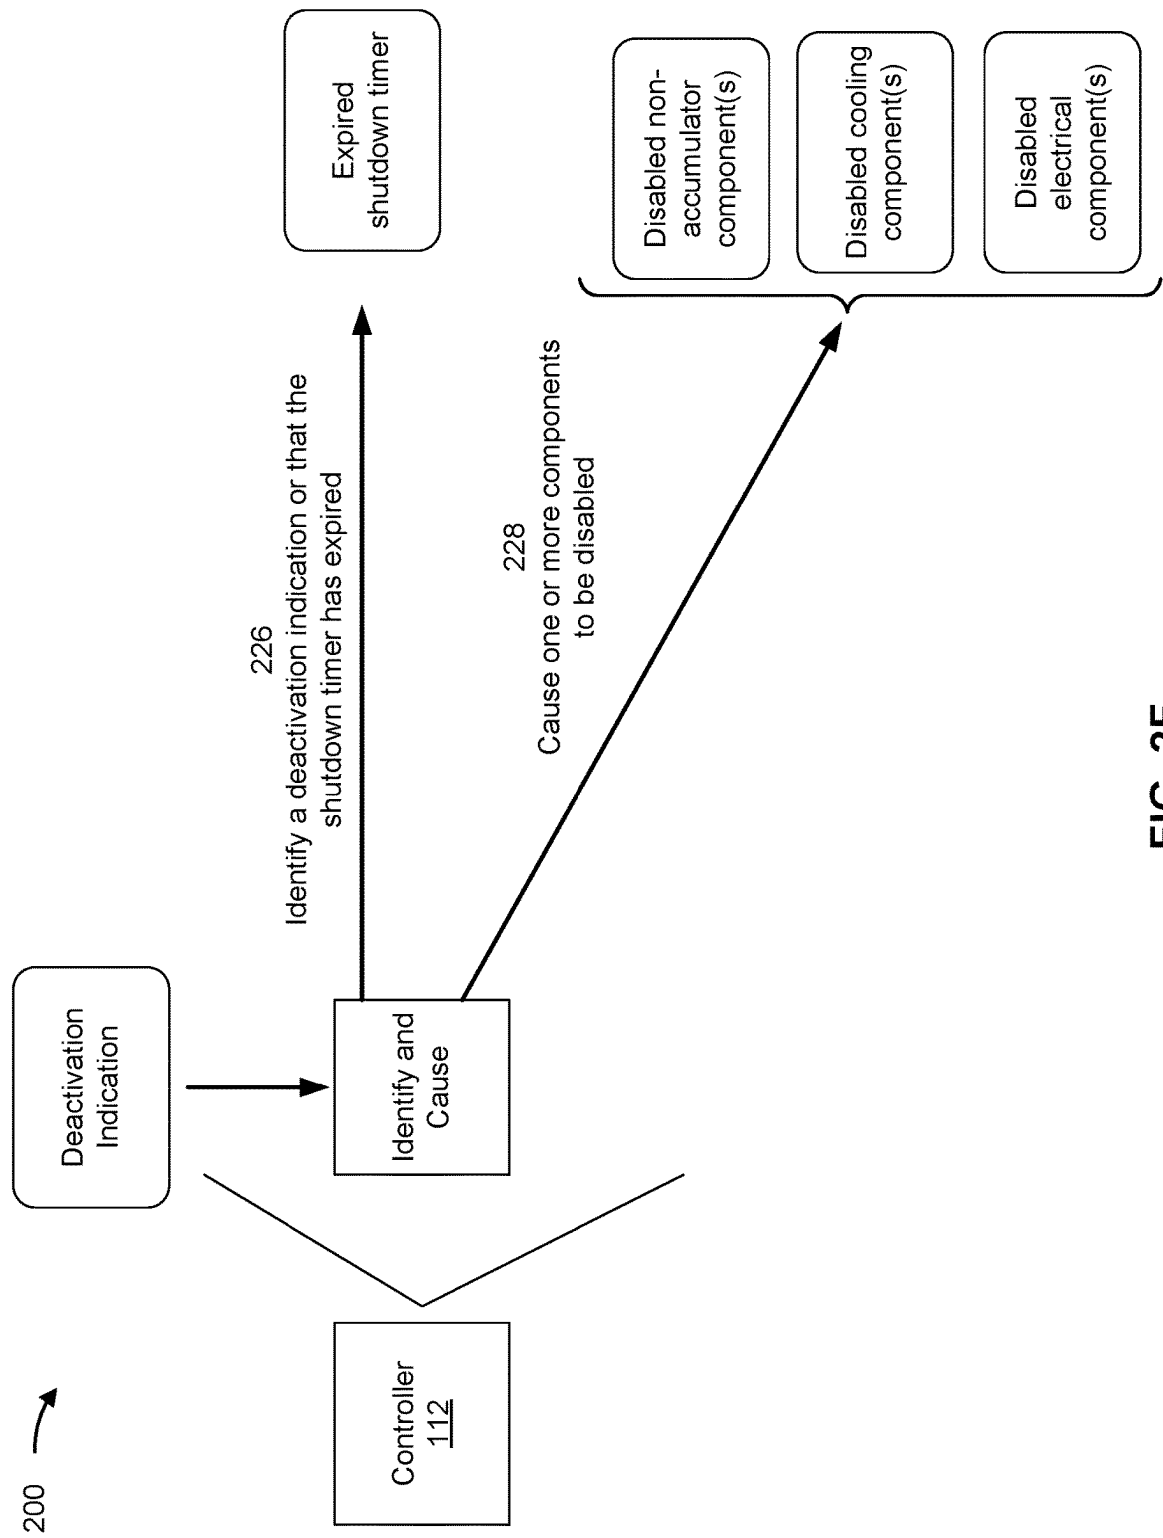 200
Deactivation
Indication
Controller
112
Identify and
Cause
226
Identify a deactivation indication or that the
shutdown timer has expired
Expired
shutdown timer
228
Cause one or more components
to be disabled
Disabled non-
accumulator
component(s)
Disabled cooling
component(s)
Disabled
electrical
component(s)
FIG.